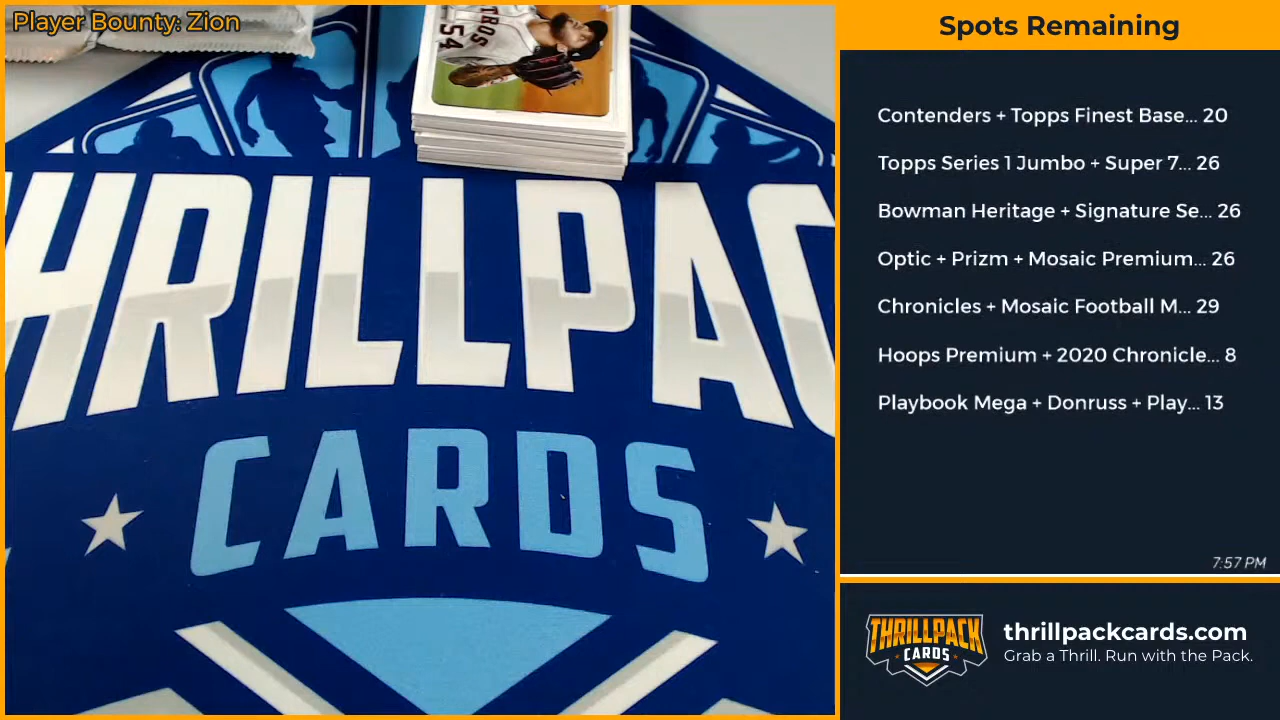 Player Bounty: Zion
TROS
54
HRILLPAC
CARDS
Spots Remaining
Contenders + Topps Finest Base... 20
Topps Series 1 Jumbo + Super 7... 26
Bowman Heritage + Signature Se... 26
Optic + Prizm + Mosaic Premium... 26
Chronicles + Mosaic Football M... 29
Hoops Premium + 2020 Chronicle... 8
Playbook Mega + Donruss + Play... 13
7:57 PM
THRILLPACK
CARDS
thrillpackcards.com
Grab a Thrill. Run with the Pack.